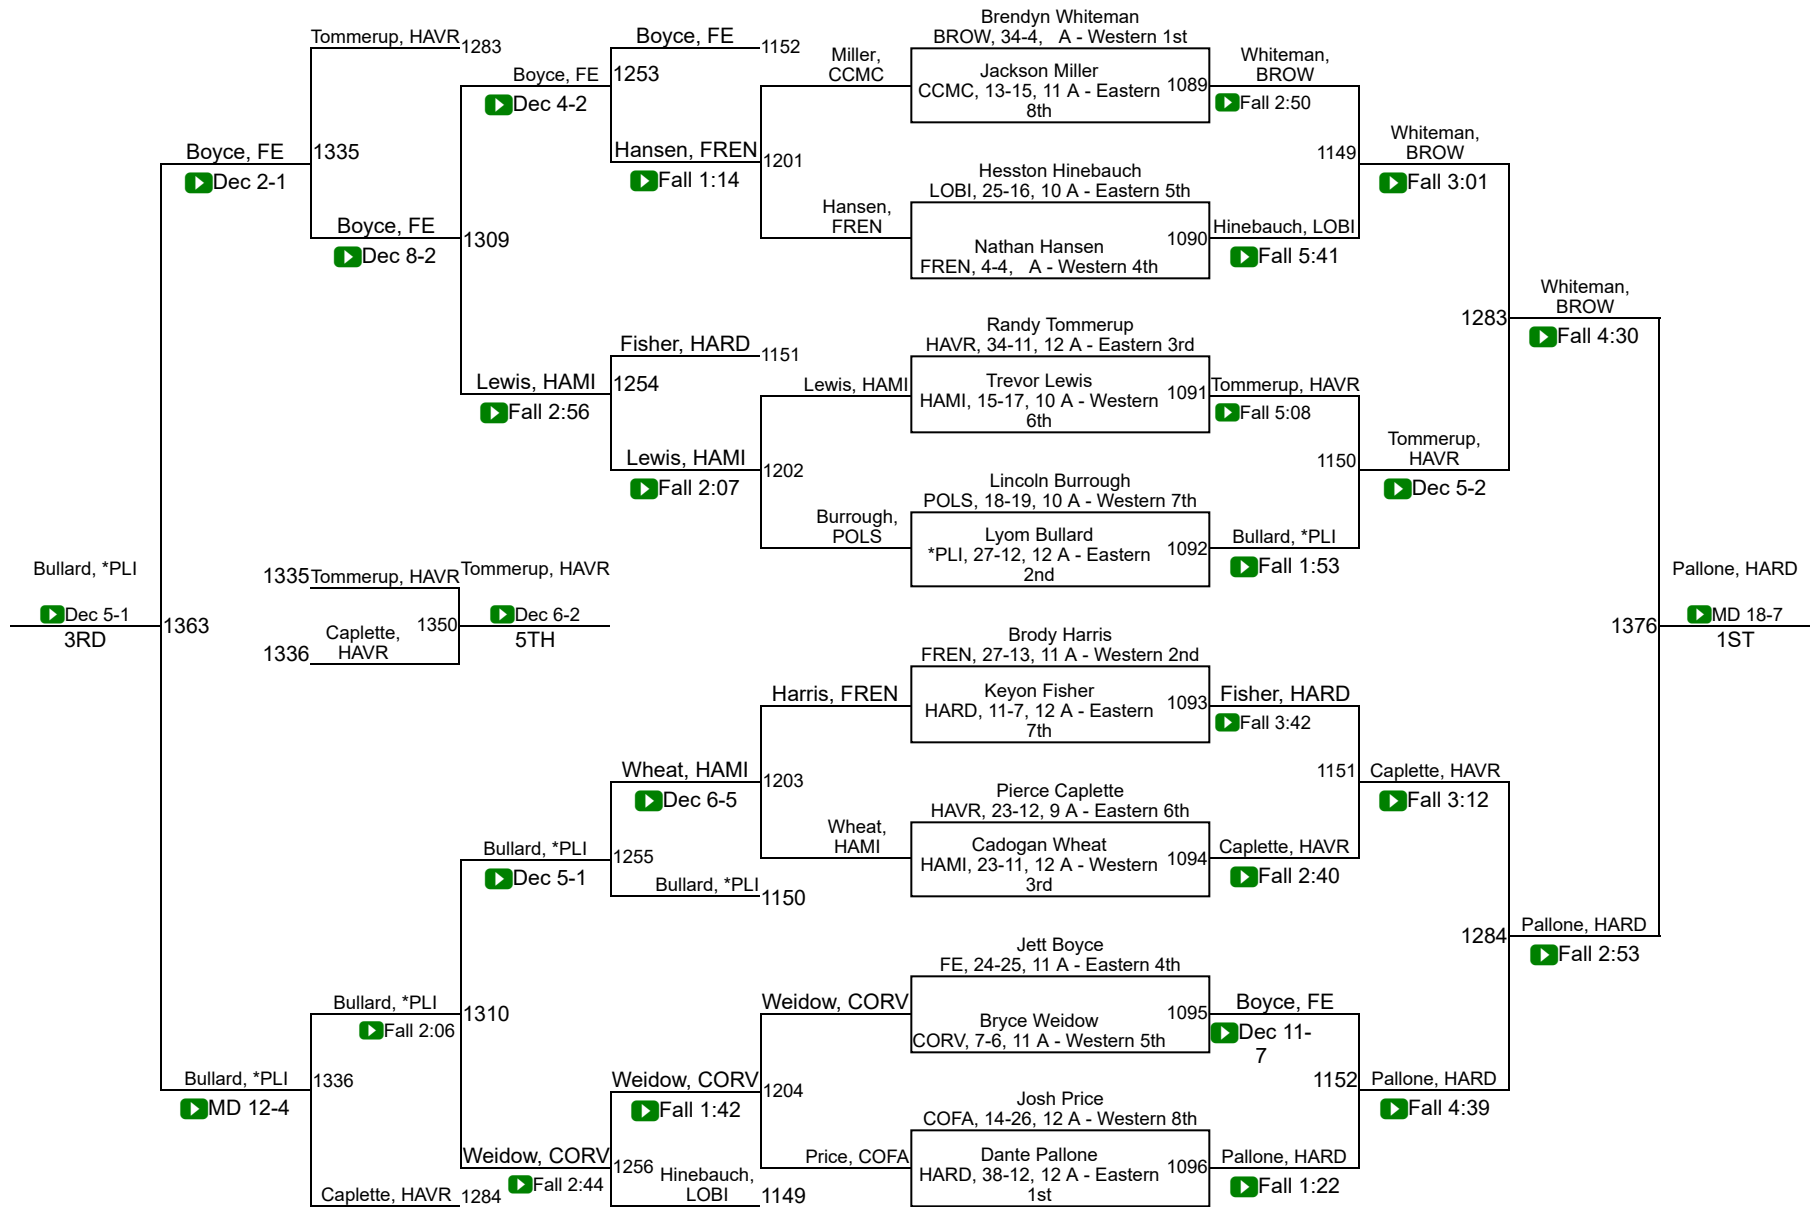 Brendyn Whiteman
BROW, 34-4, A - Western 1st
Tommerup, HAVR
1283
Boyce, FE
1152
Miller,
CCMC
Jackson Miller
CCMC, 13-15, 11 A - Eastern
8th
1089
Whiteman,
BROW
Fall 2:50
Boyce, FE
Dec 4-2
1253
Boyce, FE
Dec 2-1
1335
Hansen, FREN
Fall 1:14
1201
Hesston Hinebauch
LOBI, 25-16, 10 A - Eastern 5th
1149
Whiteman,
BROW
Fall 3:01
Boyce, FE
Dec 8-2
1309
Hansen,
FREN
Nathan Hansen
FREN, 4-4, A - Western 4th
1090
Hinebauch, LOBI
Fall 5:41
1283
Whiteman,
BROW
Fall 4:30
Randy Tommerup
HAVR, 34-11, 12 A - Eastern 3rd
Fisher, HARD
1151
Lewis, HAMI
Fall 2:56
1254
Lewis, HAMI
Trevor Lewis
HAMI, 15-17, 10 A - Western
6th
1091
Tommerup, HAVR
Fall 5:08
Lewis, HAMI
Fall 2:07
1202
Lincoln Burrough
POLS, 18-19, 10 A - Western 7th
1150
Tommerup,
HAVR
Dec 5-2
Burrough,
POLS
Lyom Bullard
*PLI, 27-12, 12 A - Eastern
2nd
1092
Bullard, *PLI
Fall 1:53
Bullard, *PLI
Dec 5-1
3RD
1363
1335
Tommerup, HAVR
Caplette,
HAVR
1336
1350
Tommerup, HAVR
Dec 6-2
5TH
1376
Pallone, HARD
MD 18-7
1ST
Brody Harris
FREN, 27-13, 11 A - Western 2nd
Harris, FREN
Keyon Fisher
HARD, 11-7, 12 A - Eastern
7th
1093
Fisher, HARD
Fall 3:42
Wheat, HAMI
Dec 6-5
1203
Pierce Caplette
HAVR, 23-12, 9 A - Eastern 6th
1151
Caplette, HAVR
Fall 3:12
Bullard, *PLI
Dec 5-1
1255
Bullard, *PLI
1150
Wheat,
HAMI
Cadogan Wheat
HAMI, 23-11, 12 A - Western
3rd
1094
Caplette, HAVR
Fall 2:40
1284
Pallone, HARD
Fall 2:53
Jett Boyce
FE, 24-25, 11 A - Eastern 4th
Bullard, *PLI
Fall 2:06
1310
Weidow, CORV
Bryce Weidow
CORV, 7-6, 11 A - Western 5th
1095
Boyce, FE
Dec 11-
7
Bullard, *PLI
MD 12-4
1336
Weidow, CORV
Fall 1:42
1204
Josh Price
COFA, 14-26, 12 A - Western 8th
1152
Pallone, HARD
Fall 4:39
Caplette, HAVR
1284
Weidow, CORV
Fall 2:44
1256
Hinebauch,
LOBI
1149
Price, COFA
Dante Pallone
HARD, 38-12, 12 A - Eastern
1st
1096
Pallone, HARD
Fall 1:22